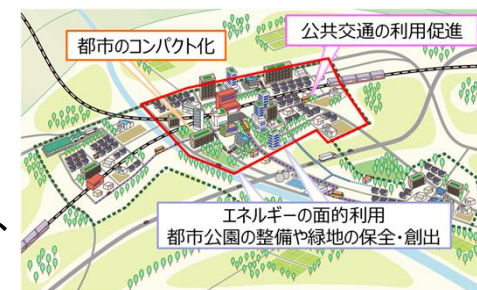 都市のコンパクト化
公共交通の利用促進
エネルギーの面的利用
都市公園の整備や緑地の保全・創出